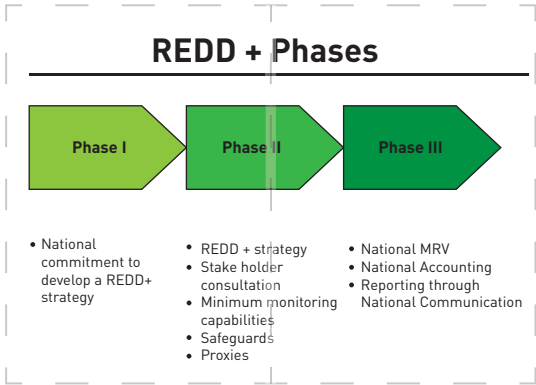 REDD + Phases
Phase I
Phase II
Phase III
• National
commitment to
develop a REDD+
strategy
• REDD + strategy
• Stake holder
consultation
• Minimum monitoring
capabilities
• Safeguards
• Proxies
• National MRV
• National Accounting
• Reporting through
National Communication